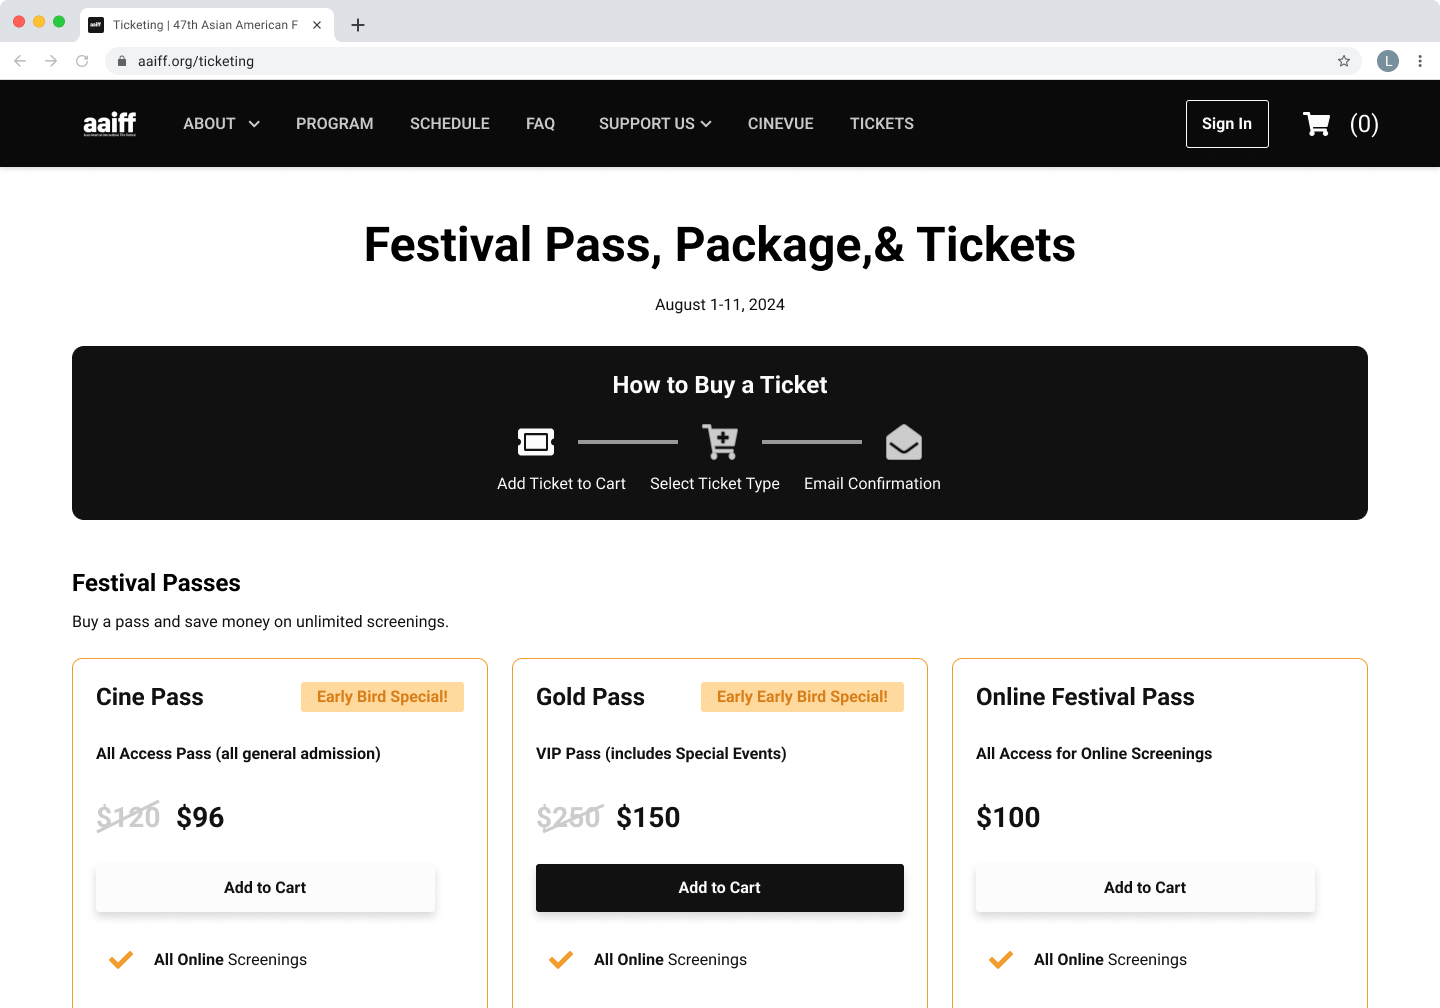 aaiff
Ticketing | 47th Asian American F
aaiff.org/ticketing
L
aaiff
ABOUT
PROGRAM
SCHEDULE
FAQ
SUPPORT US
CINEVUE
TICKETS
Sign In
(0)
Festival Pass, Package,& Tickets
August 1-11, 2024
How to Buy a Ticket
Add Ticket to Cart
Select Ticket Type
Email Confirmation
Festival Passes
Buy a pass and save money on unlimited screenings.
Cine Pass
Early Bird Special!
All Access Pass (all general admission)
$120 $96
Add to Cart
All Online Screenings
Gold Pass
Early Early Bird Special!
VIP Pass (includes Special Events)
$250 $150
Add to Cart
All Online Screenings
Online Festival Pass
All Access for Online Screenings
$100
Add to Cart
All Online Screenings